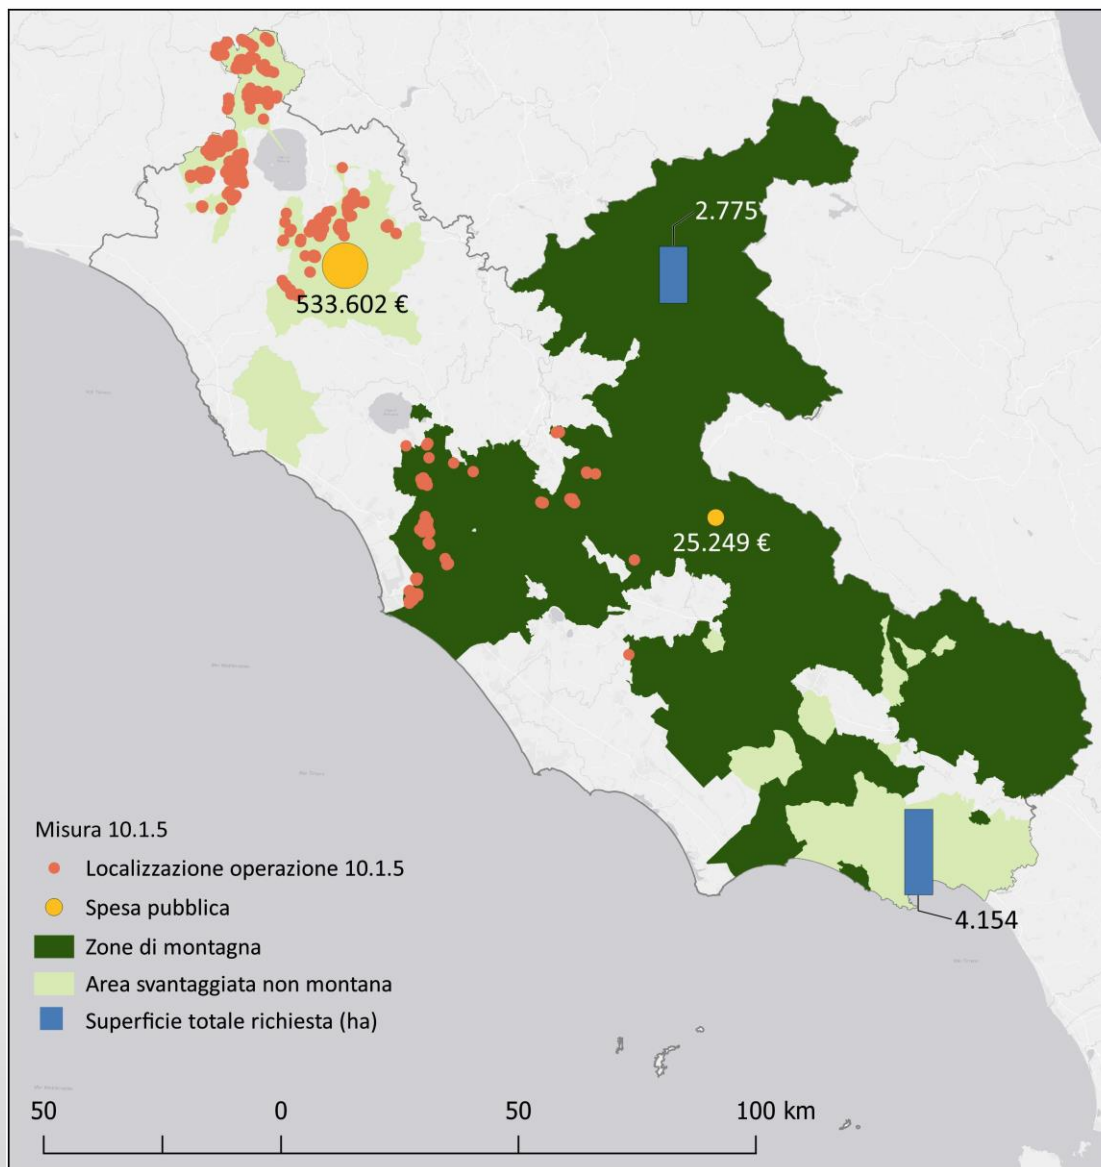 2.775
533.602 €
25.249 €
4.154
Misura 10.1.5
Localizzazione operazione 10.1.5
Spesa pubblica
Zone di montagna
Area svantaggiata non montana
Superficie totale richiesta (ha)
50 0 50 100 km